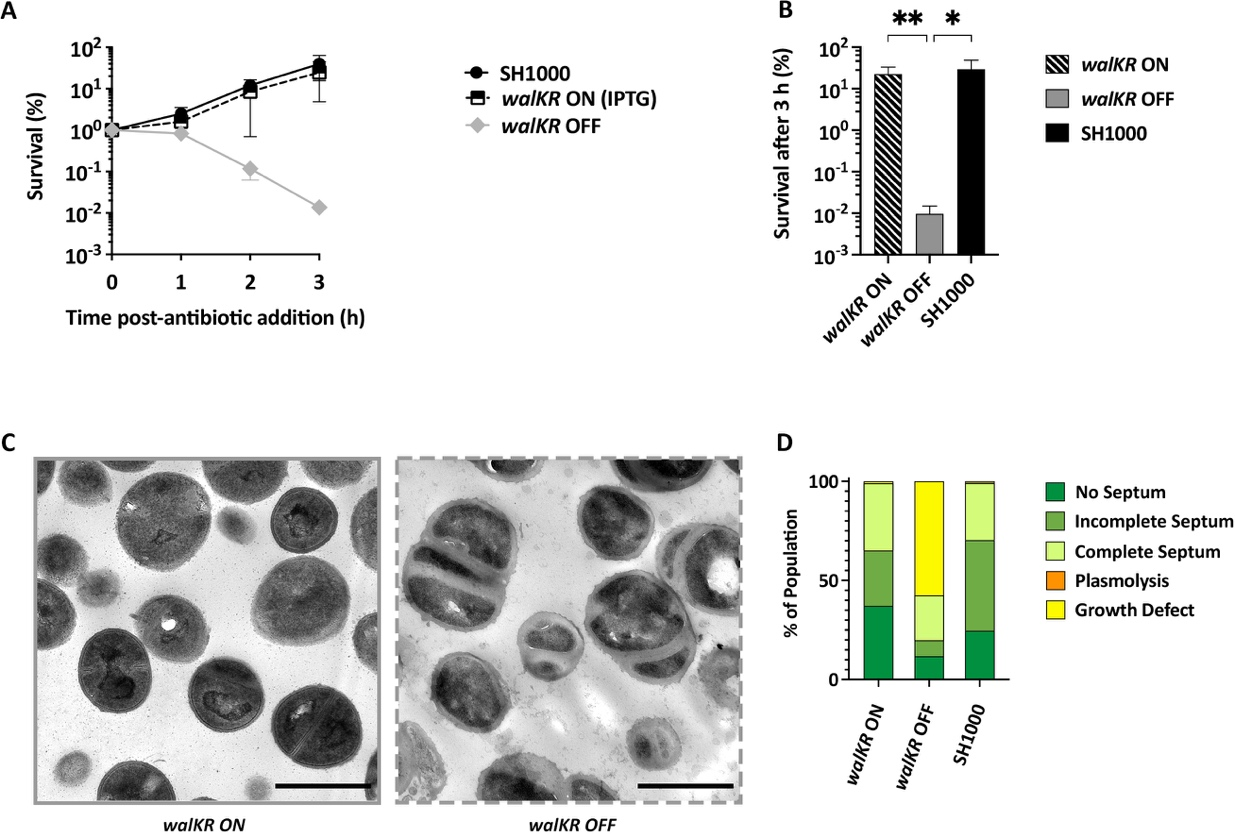 A
10²
10¹
10⁰
10⁻¹
10⁻²
10⁻³
Survival (%)
0 1 2 3
Time post-antibiotic addition (h)
SH1000
walKR ON (IPTG)
walKR OFF
B
** *
10²
10¹
10⁰
10⁻¹
10⁻²
10⁻³
Survival after 3 h (%)
walKR ON
walKR OFF
SH1000
walKR ON
walKR OFF
SH1000
C
walKR ON
walKR OFF
D
100
50
0
% of Population
walKR ON
walKR OFF
SH1000
No Septum
Incomplete Septum
Complete Septum
Plasmolysis
Growth Defect